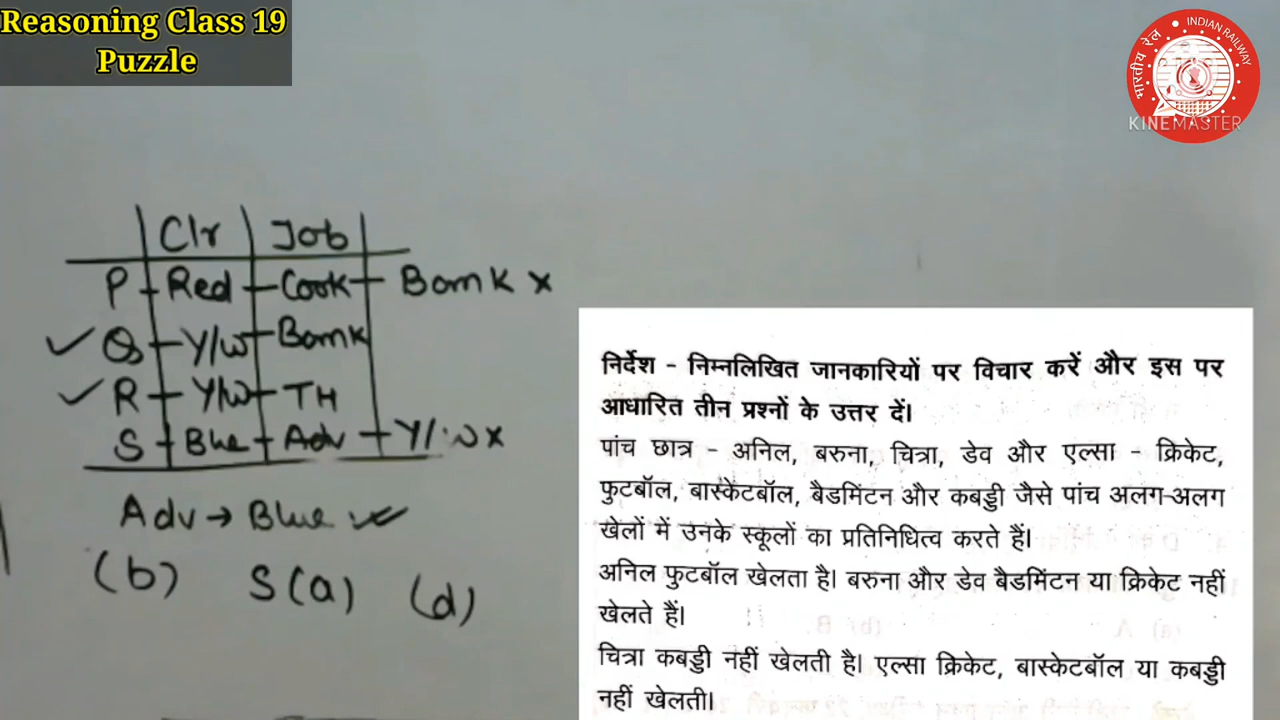 Reasoning Class 19
Puzzle
भारतीय रेल
INDIAN RAILWAY
KINEMASTER
Clr Job
P Red Cook Bamk x
Q Y/W Bamk
R Y/W TH
S Blue Adv Y/W x
Adv → Blue
(b) S(a) (d)
निर्देश - निम्नलिखित जानकारियों पर विचार करें और इस पर
आधारित तीन प्रश्नों के उत्तर दें।
पांच छात्र - अनिल, बरुना, चित्रा, डेव और एल्सा - क्रिकेट,
फुटबॉल, बास्केटबॉल, बैडमिंटन और कबड्डी जैसे पांच अलग-अलग
खेलों में उनके स्कूलों का प्रतिनिधित्व करते हैं।
अनिल फुटबॉल खेलता है। बरुना और डेव बैडमिंटन या क्रिकेट नहीं
खेलते हैं।
चित्रा कबड्डी नहीं खेलती है। एल्सा क्रिकेट, बास्केटबॉल या कबड्डी
नहीं खेलती।